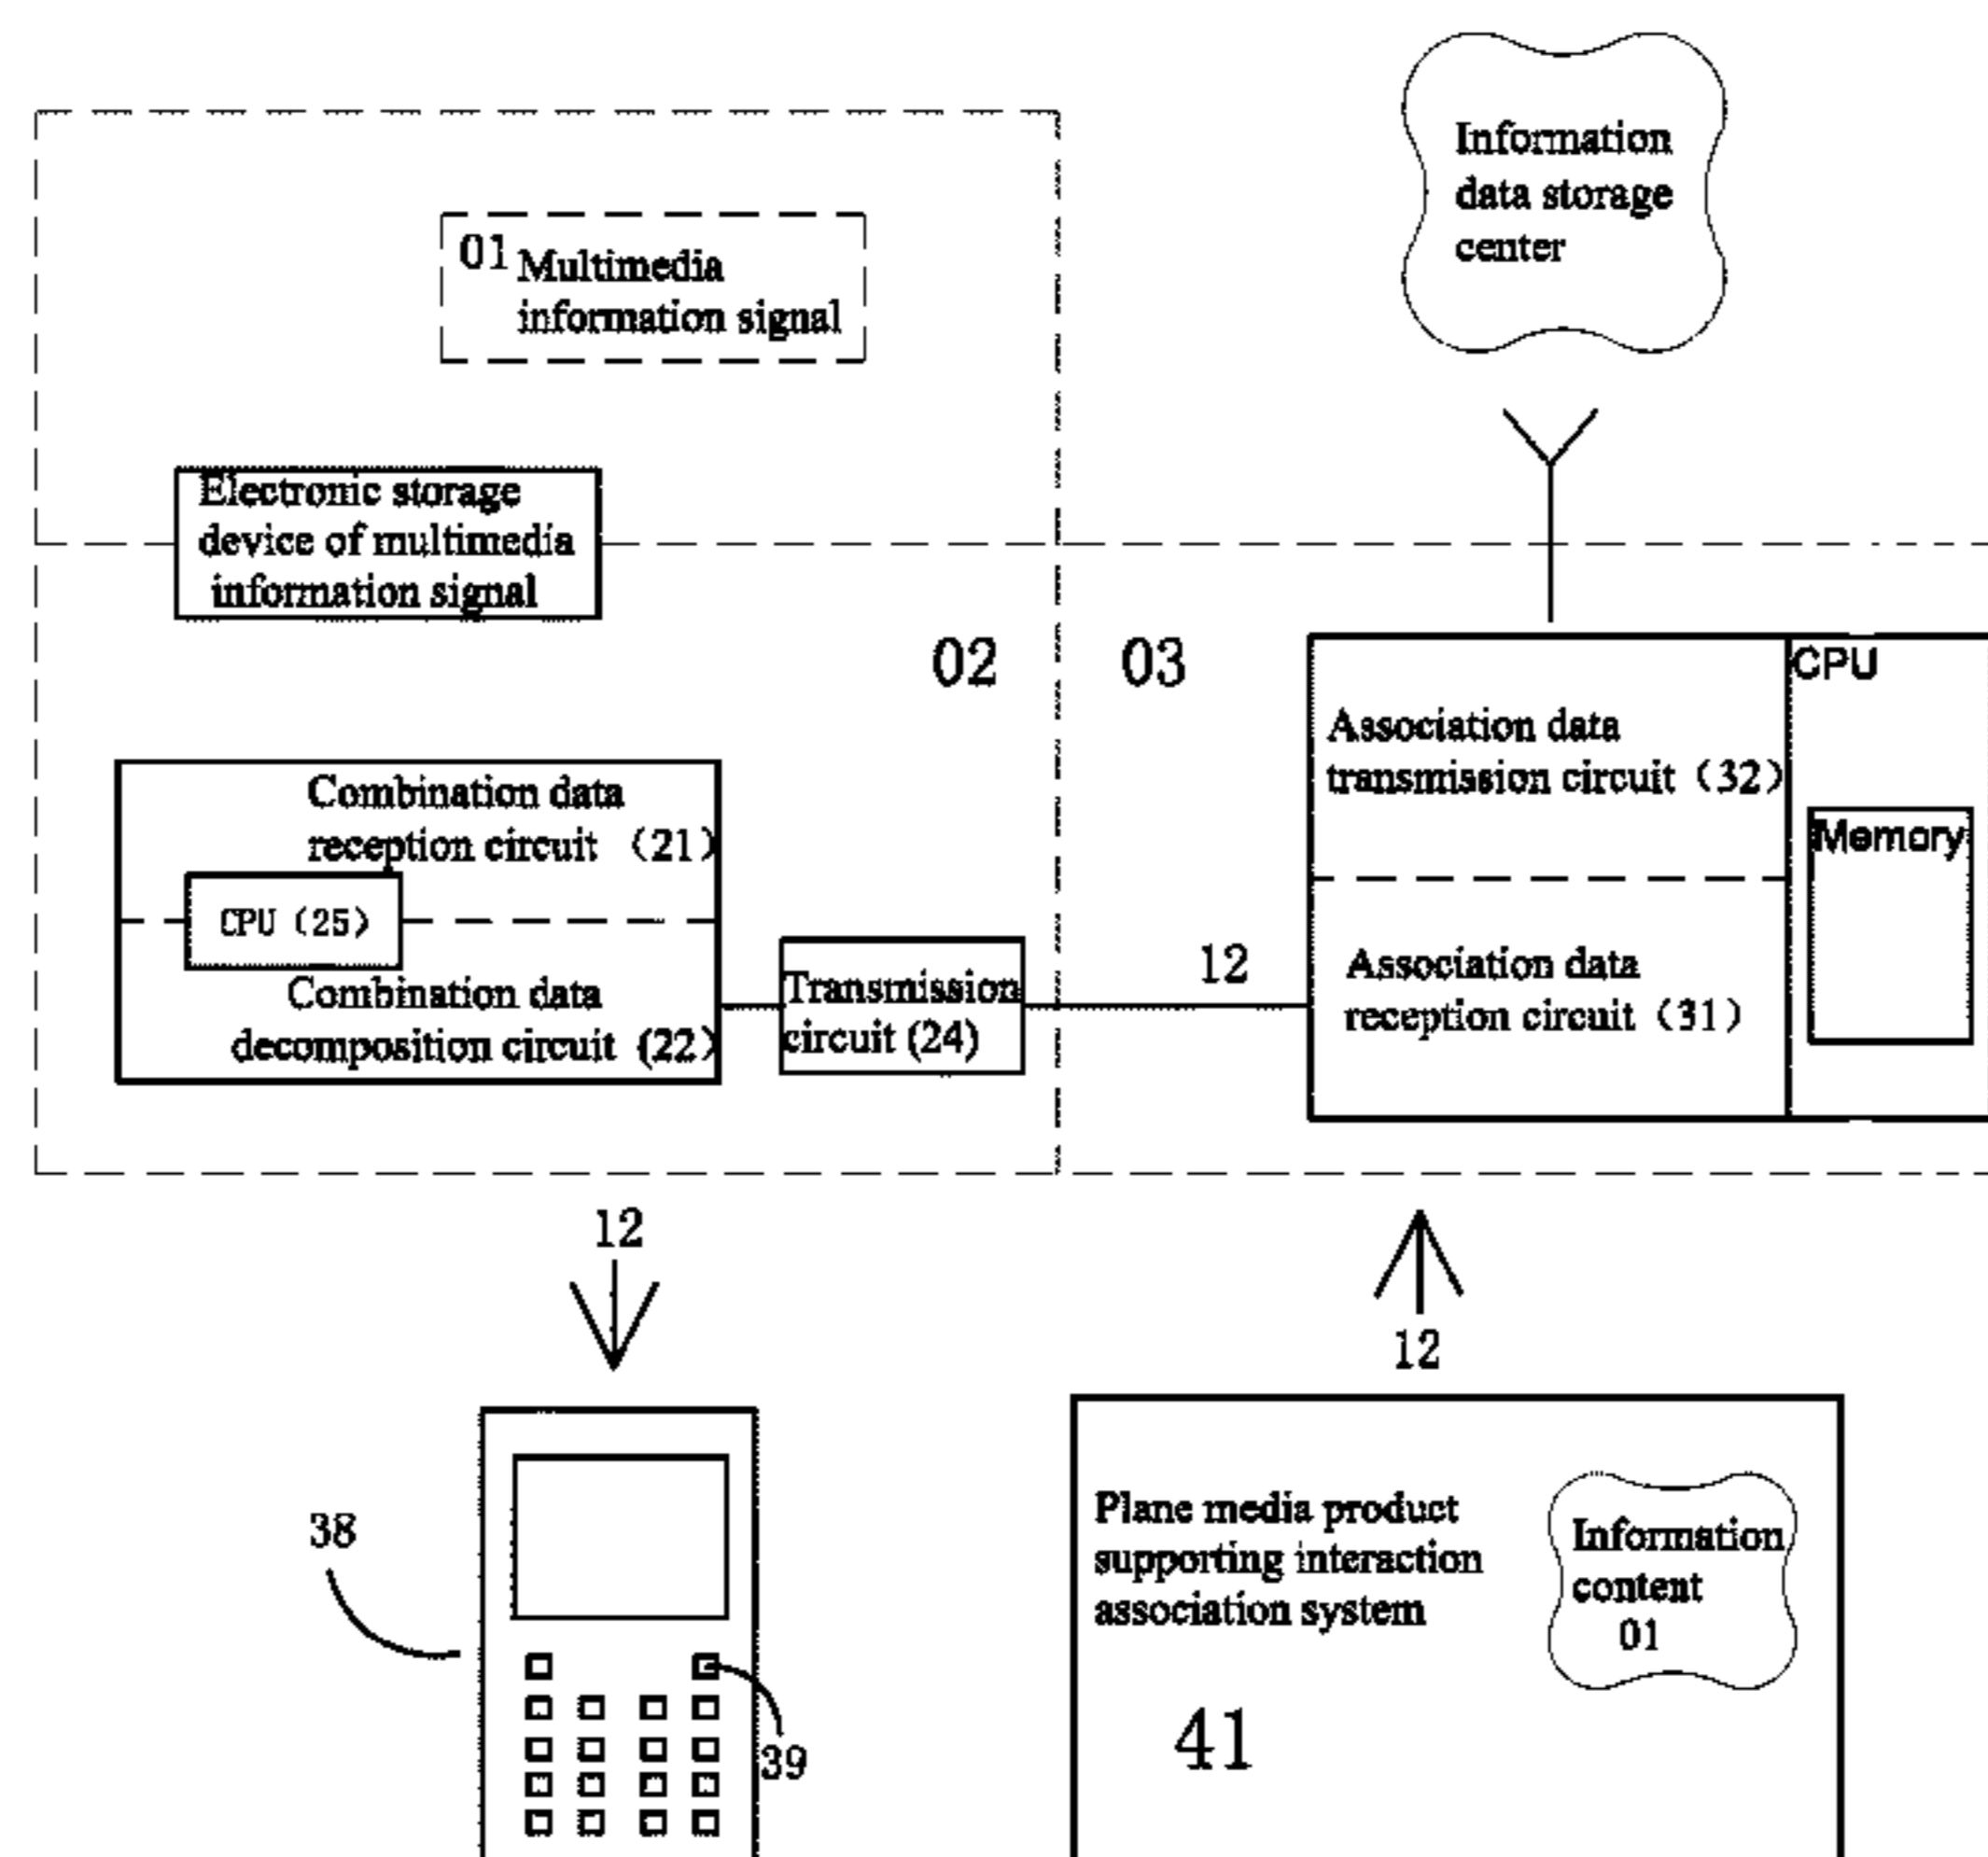 Information
data storage
center
01
Multimedia
information signal
Electronic storage
device of multimedia
information signal
02
03
CPU
Association data
transmission circuit (32)
Memory
Combination data
reception circuit (21)
CPU (25)
Combination data
decomposition circuit (22)
Transmission
circuit (24)
12
Association data
reception circuit (31)
12
12
38
39
Plane media product
supporting interaction
association system
Information
content
01
41